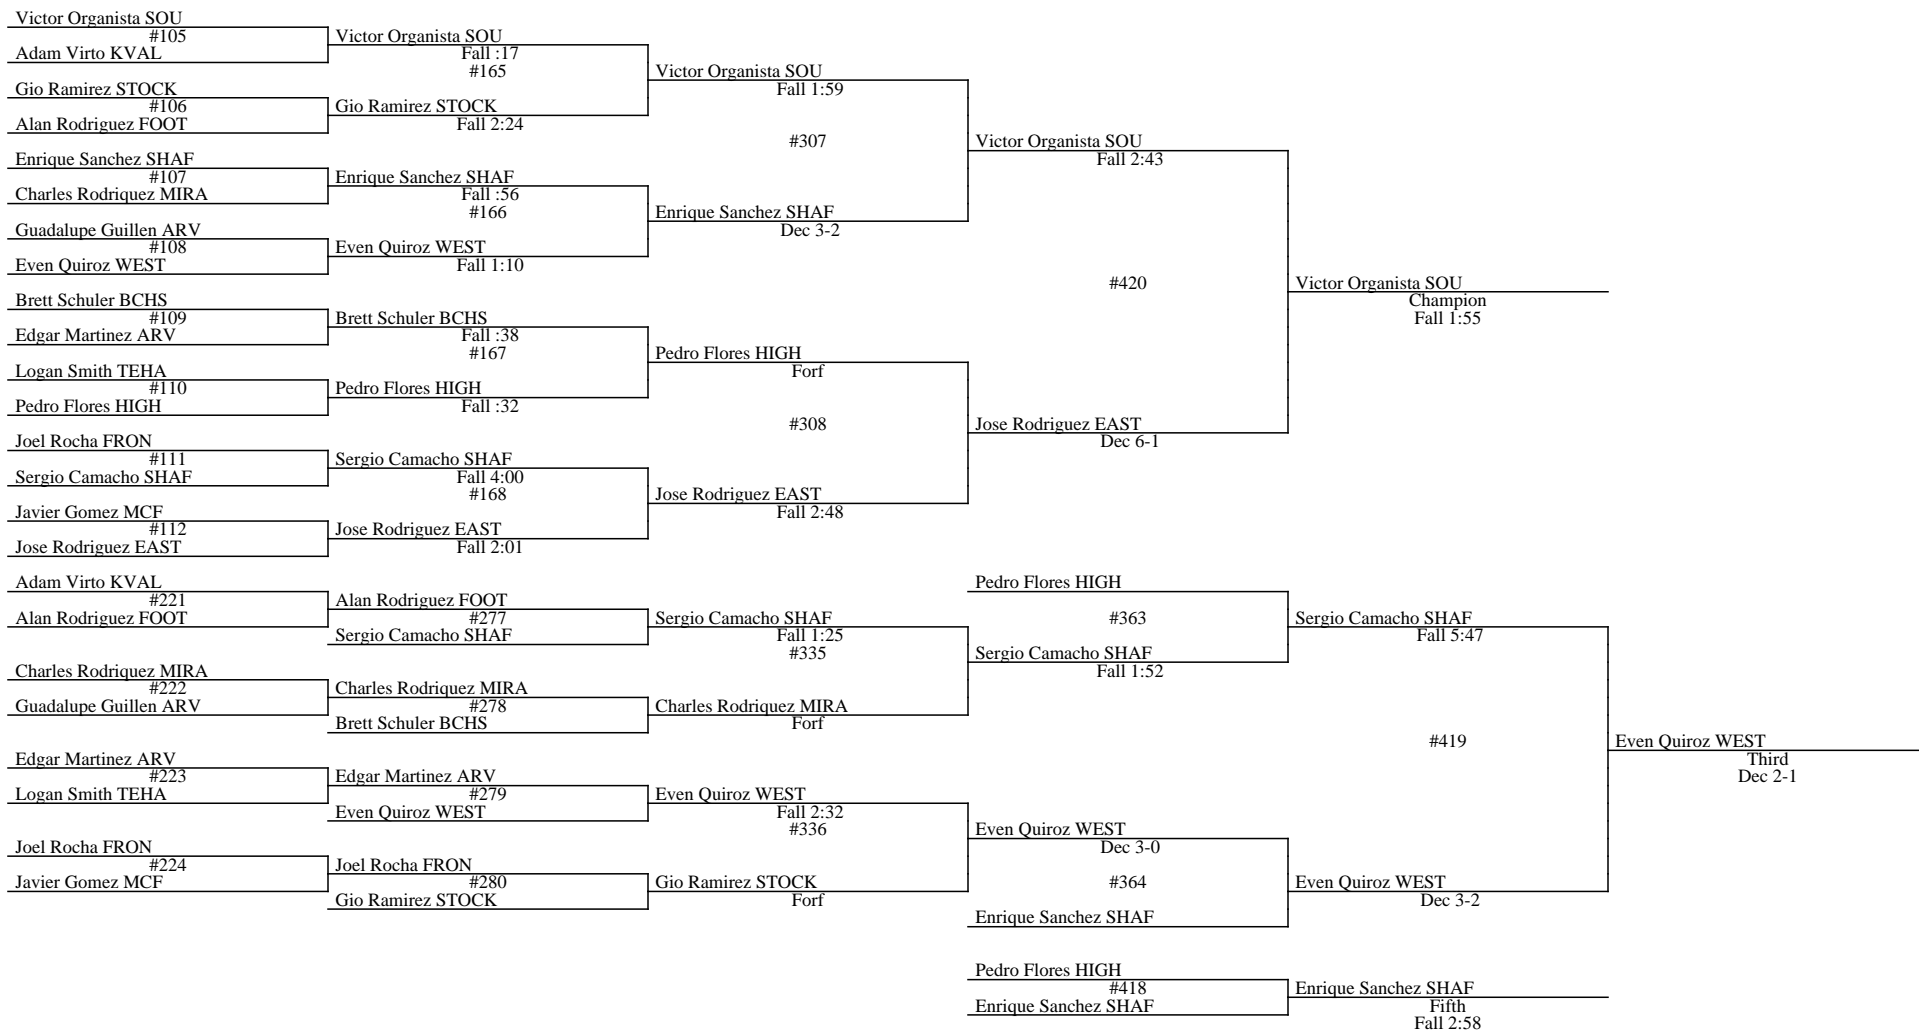 Victor Organista SOU
#105
Adam Virto KVAL
Gio Ramirez STOCK
#106
Alan Rodriguez FOOT
Enrique Sanchez SHAF
#107
Charles Rodriquez MIRA
Guadalupe Guillen ARV
#108
Even Quiroz WEST
Brett Schuler BCHS
#109
Edgar Martinez ARV
Logan Smith TEHA
#110
Pedro Flores HIGH
Joel Rocha FRON
#111
Sergio Camacho SHAF
Javier Gomez MCF
#112
Jose Rodriguez EAST
Victor Organista SOU
Fall :17
#165
Gio Ramirez STOCK
Fall 2:24
Enrique Sanchez SHAF
Fall :56
#166
Even Quiroz WEST
Fall 1:10
Brett Schuler BCHS
Fall :38
#167
Pedro Flores HIGH
Fall :32
Sergio Camacho SHAF
Fall 4:00
#168
Jose Rodriguez EAST
Fall 2:01
Victor Organista SOU
Fall 1:59
#307
Enrique Sanchez SHAF
Dec 3-2
Pedro Flores HIGH
Forf
#308
Jose Rodriguez EAST
Fall 2:48
Victor Organista SOU
Fall 2:43
#420
Jose Rodriguez EAST
Dec 6-1
Victor Organista SOU
Champion
Fall 1:55
Adam Virto KVAL
#221
Alan Rodriguez FOOT
Charles Rodriquez MIRA
#222
Guadalupe Guillen ARV
Edgar Martinez ARV
#223
Logan Smith TEHA
Joel Rocha FRON
#224
Javier Gomez MCF
Alan Rodriguez FOOT
#277
Sergio Camacho SHAF
Charles Rodriquez MIRA
#278
Brett Schuler BCHS
Edgar Martinez ARV
#279
Even Quiroz WEST
Joel Rocha FRON
#280
Gio Ramirez STOCK
Sergio Camacho SHAF
Fall 1:25
#335
Charles Rodriquez MIRA
Forf
Even Quiroz WEST
Fall 2:32
#336
Gio Ramirez STOCK
Forf
Pedro Flores HIGH
#363
Sergio Camacho SHAF
Fall 1:52
Even Quiroz WEST
Dec 3-0
#364
Enrique Sanchez SHAF
Sergio Camacho SHAF
Fall 5:47
#419
Even Quiroz WEST
Dec 3-2
Even Quiroz WEST
Third
Dec 2-1
Pedro Flores HIGH
#418
Enrique Sanchez SHAF
Enrique Sanchez SHAF
Fifth
Fall 2:58